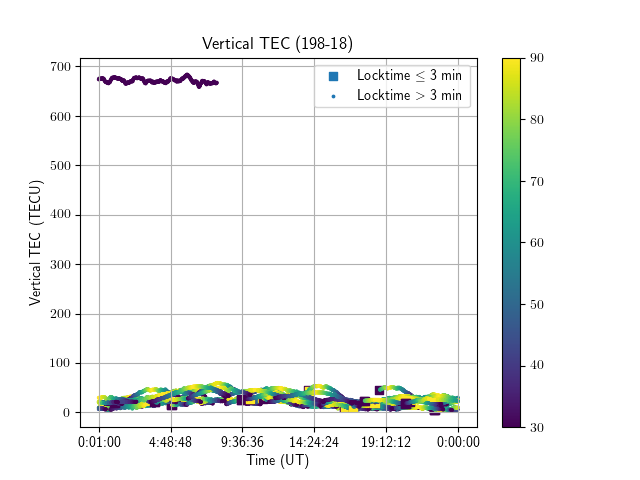 Vertical TEC (198-18)
Locktime ≤ 3 min
Locktime > 3 min
Vertical TEC (TECU)
700
600
500
400
300
200
100
0
0:01:00 4:48:48 9:36:36 14:24:24 19:12:12 0:00:00
Time (UT)
90
80
70
60
50
40
30